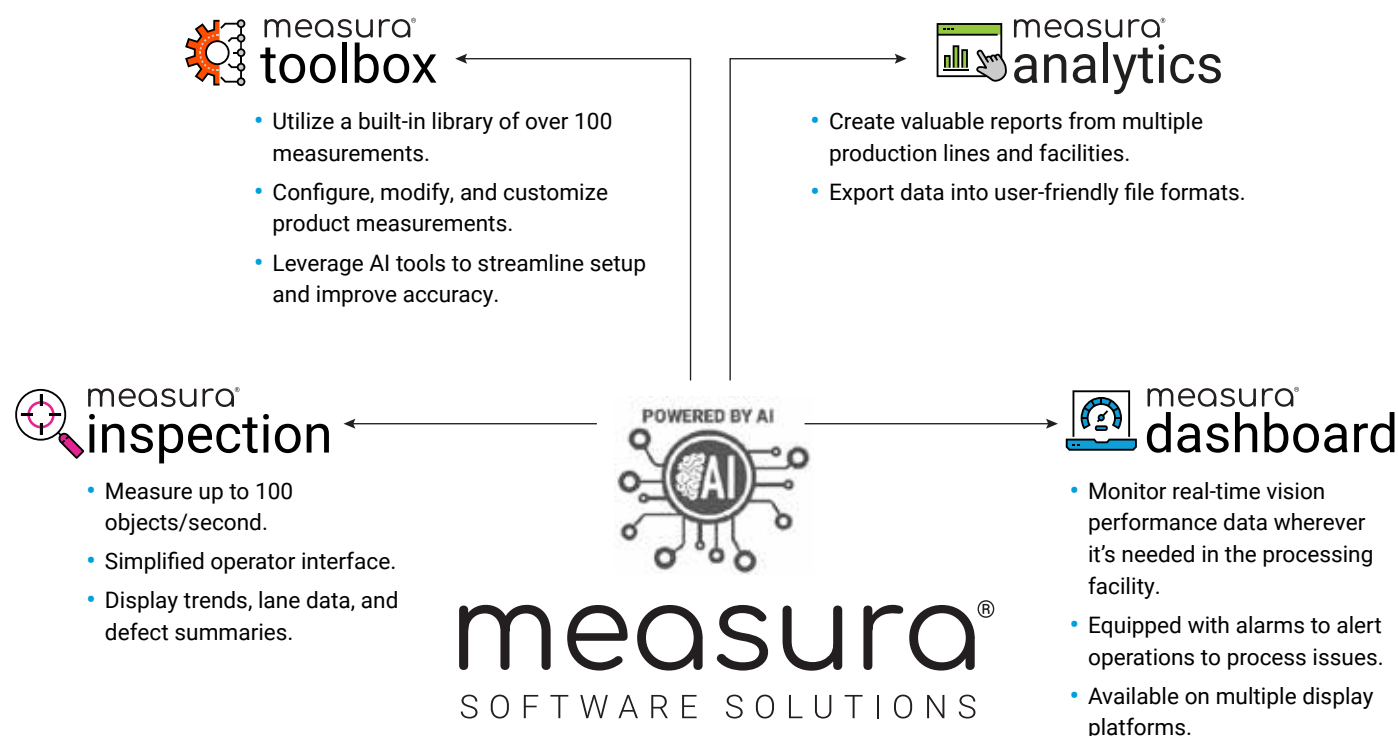 measura®
toolbox
• Utilize a built-in library of over 100
measurements.
• Configure, modify, and customize
product measurements.
• Leverage AI tools to streamline setup
and improve accuracy.
measura®
analytics
• Create valuable reports from multiple
production lines and facilities.
• Export data into user-friendly file formats.
measura®
inspection
• Measure up to 100
objects/second.
• Simplified operator interface.
• Display trends, lane data, and
defect summaries.
POWERED BY AI
AI
measura®
SOFTWARE SOLUTIONS
measura®
dashboard
• Monitor real-time vision
performance data wherever
it's needed in the processing
facility.
• Equipped with alarms to alert
operations to process issues.
• Available on multiple display
platforms.